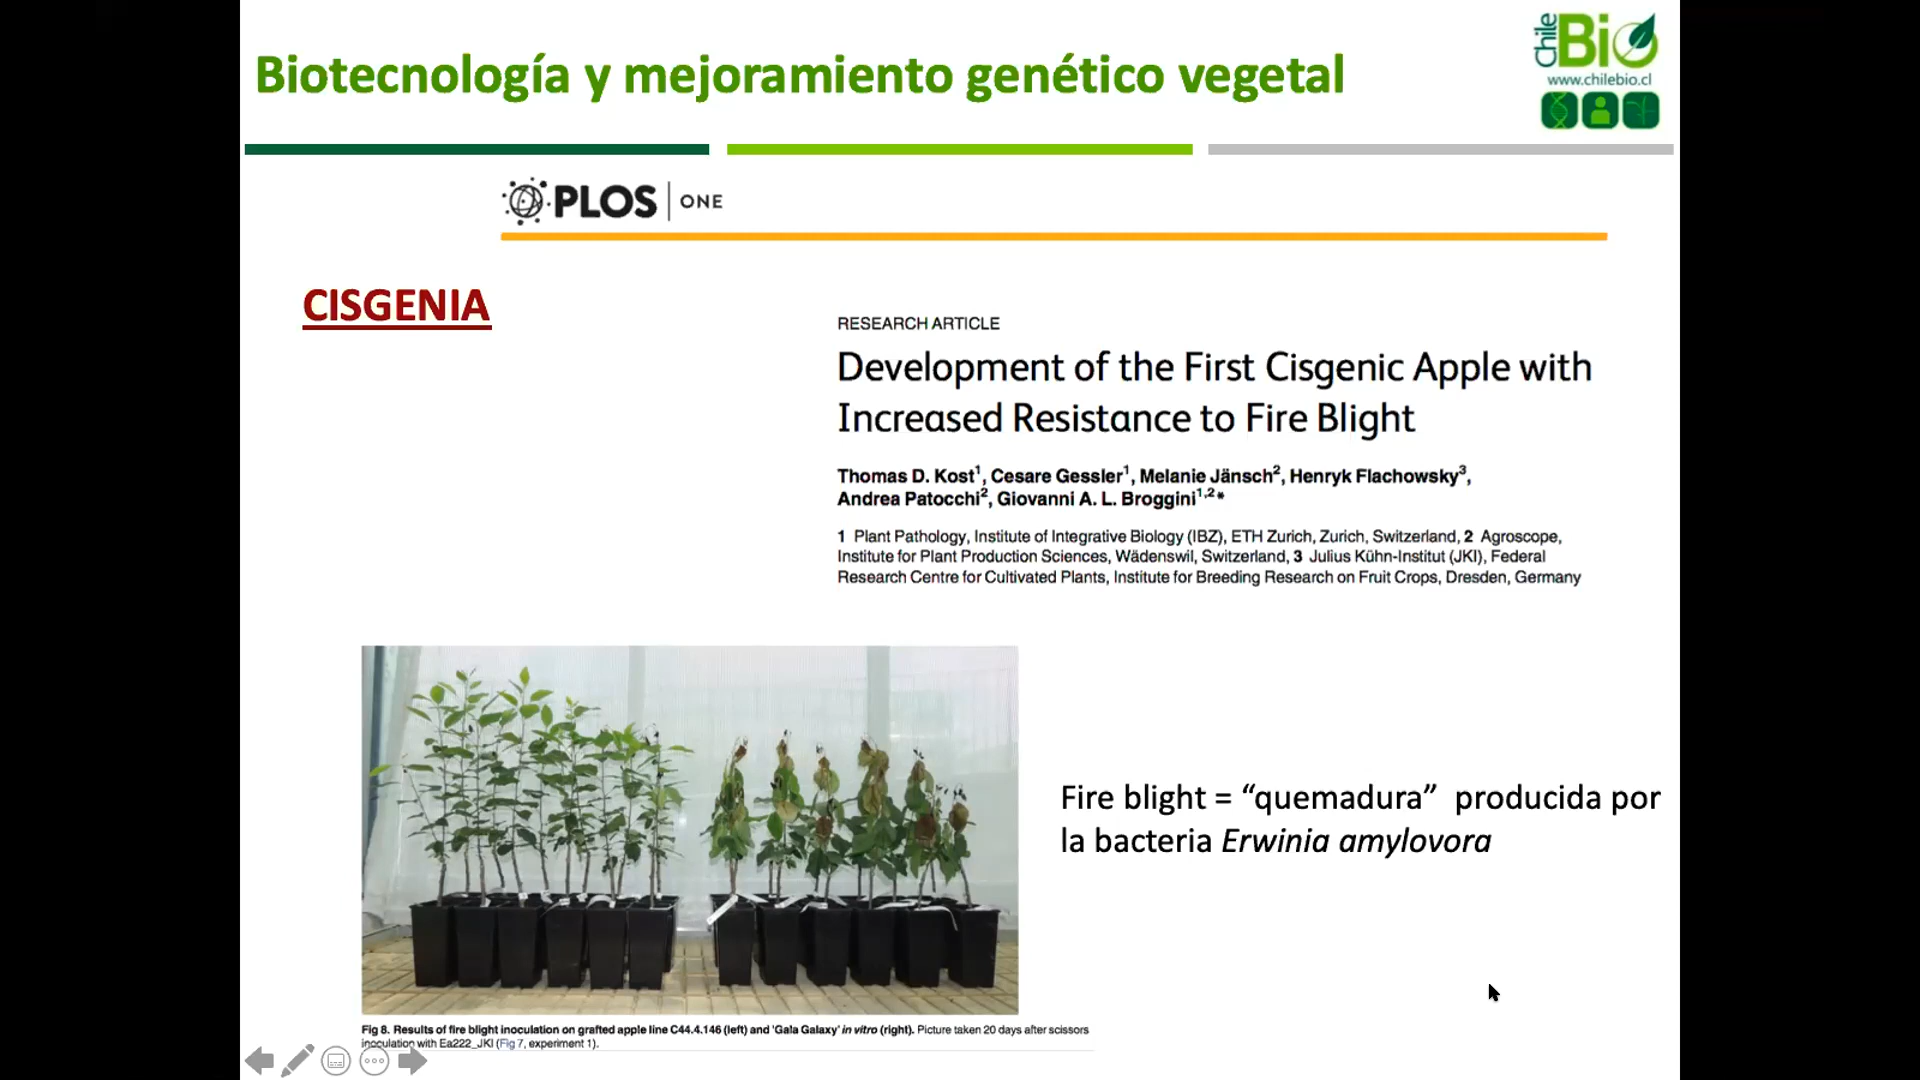 Biotecnología y mejoramiento genético vegetal
chile
Bio
www.chilebio.cl
PLOS | ONE
CISGENIA
RESEARCH ARTICLE
Development of the First Cisgenic Apple with
Increased Resistance to Fire Blight
Thomas D. Kost1, Cesare Gessler1, Melanie Jänsch2, Henryk Flachowsky3,
Andrea Patocchi2, Giovanni A. L. Broggini1,2*
1 Plant Pathology, Institute of Integrative Biology (IBZ), ETH Zurich, Zurich, Switzerland, 2 Agroscope,
Institute for Plant Production Sciences, Wädenswil, Switzerland, 3 Julius Kühn-Institut (JKI), Federal
Research Centre for Cultivated Plants, Institute for Breeding Research on Fruit Crops, Dresden, Germany
Fire blight = “quemadura” producida por
la bacteria Erwinia amylovora
Fig 8. Results of fire blight inoculation on grafted apple line C44.4.146 (left) and 'Gala Galaxy' in vitro (right). Picture taken 20 days after scissors
inoculation with Ea222_JKI (Fig 7, experiment 1).